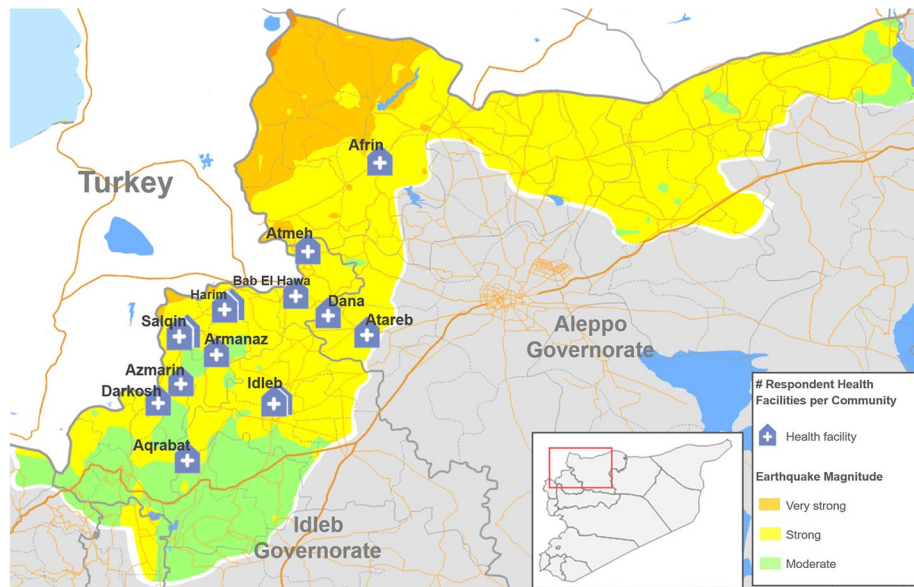 Afrin
Turkey
Atmeh
Bab El Hawa
Harim
Dana
Salqin
Atareb
Armanaz
Aleppo
Governorate
Azmarin
Darkosh
Idleb
Aqrabat
Idleb
Governorate
# Respondent Health
Facilities per Community
Health facility
Earthquake Magnitude
Very strong
Strong
Moderate